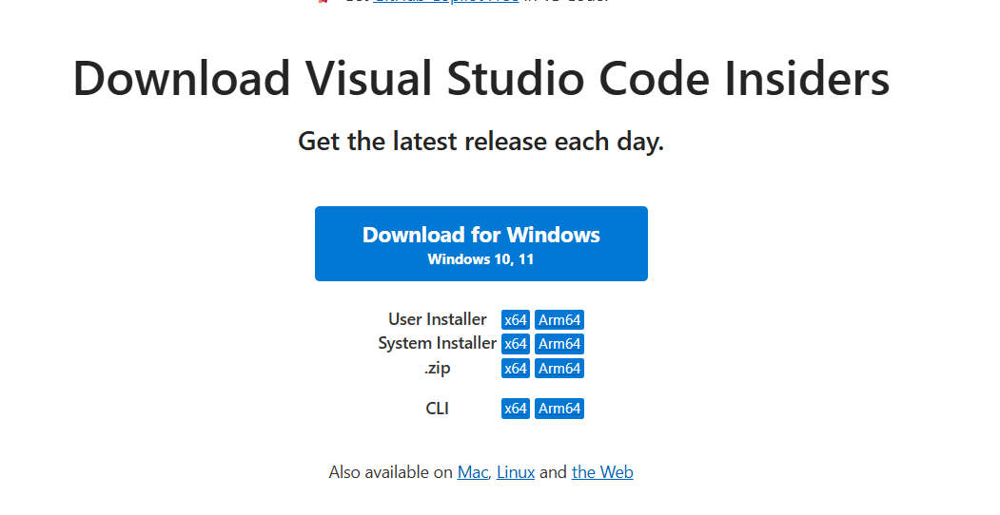 Download Visual Studio Code Insiders
Get the latest release each day.
Download for Windows
Windows 10, 11
User Installer x64 Arm64
System Installer x64 Arm64
.zip x64 Arm64
CLI x64 Arm64
Also available on Mac, Linux and the Web